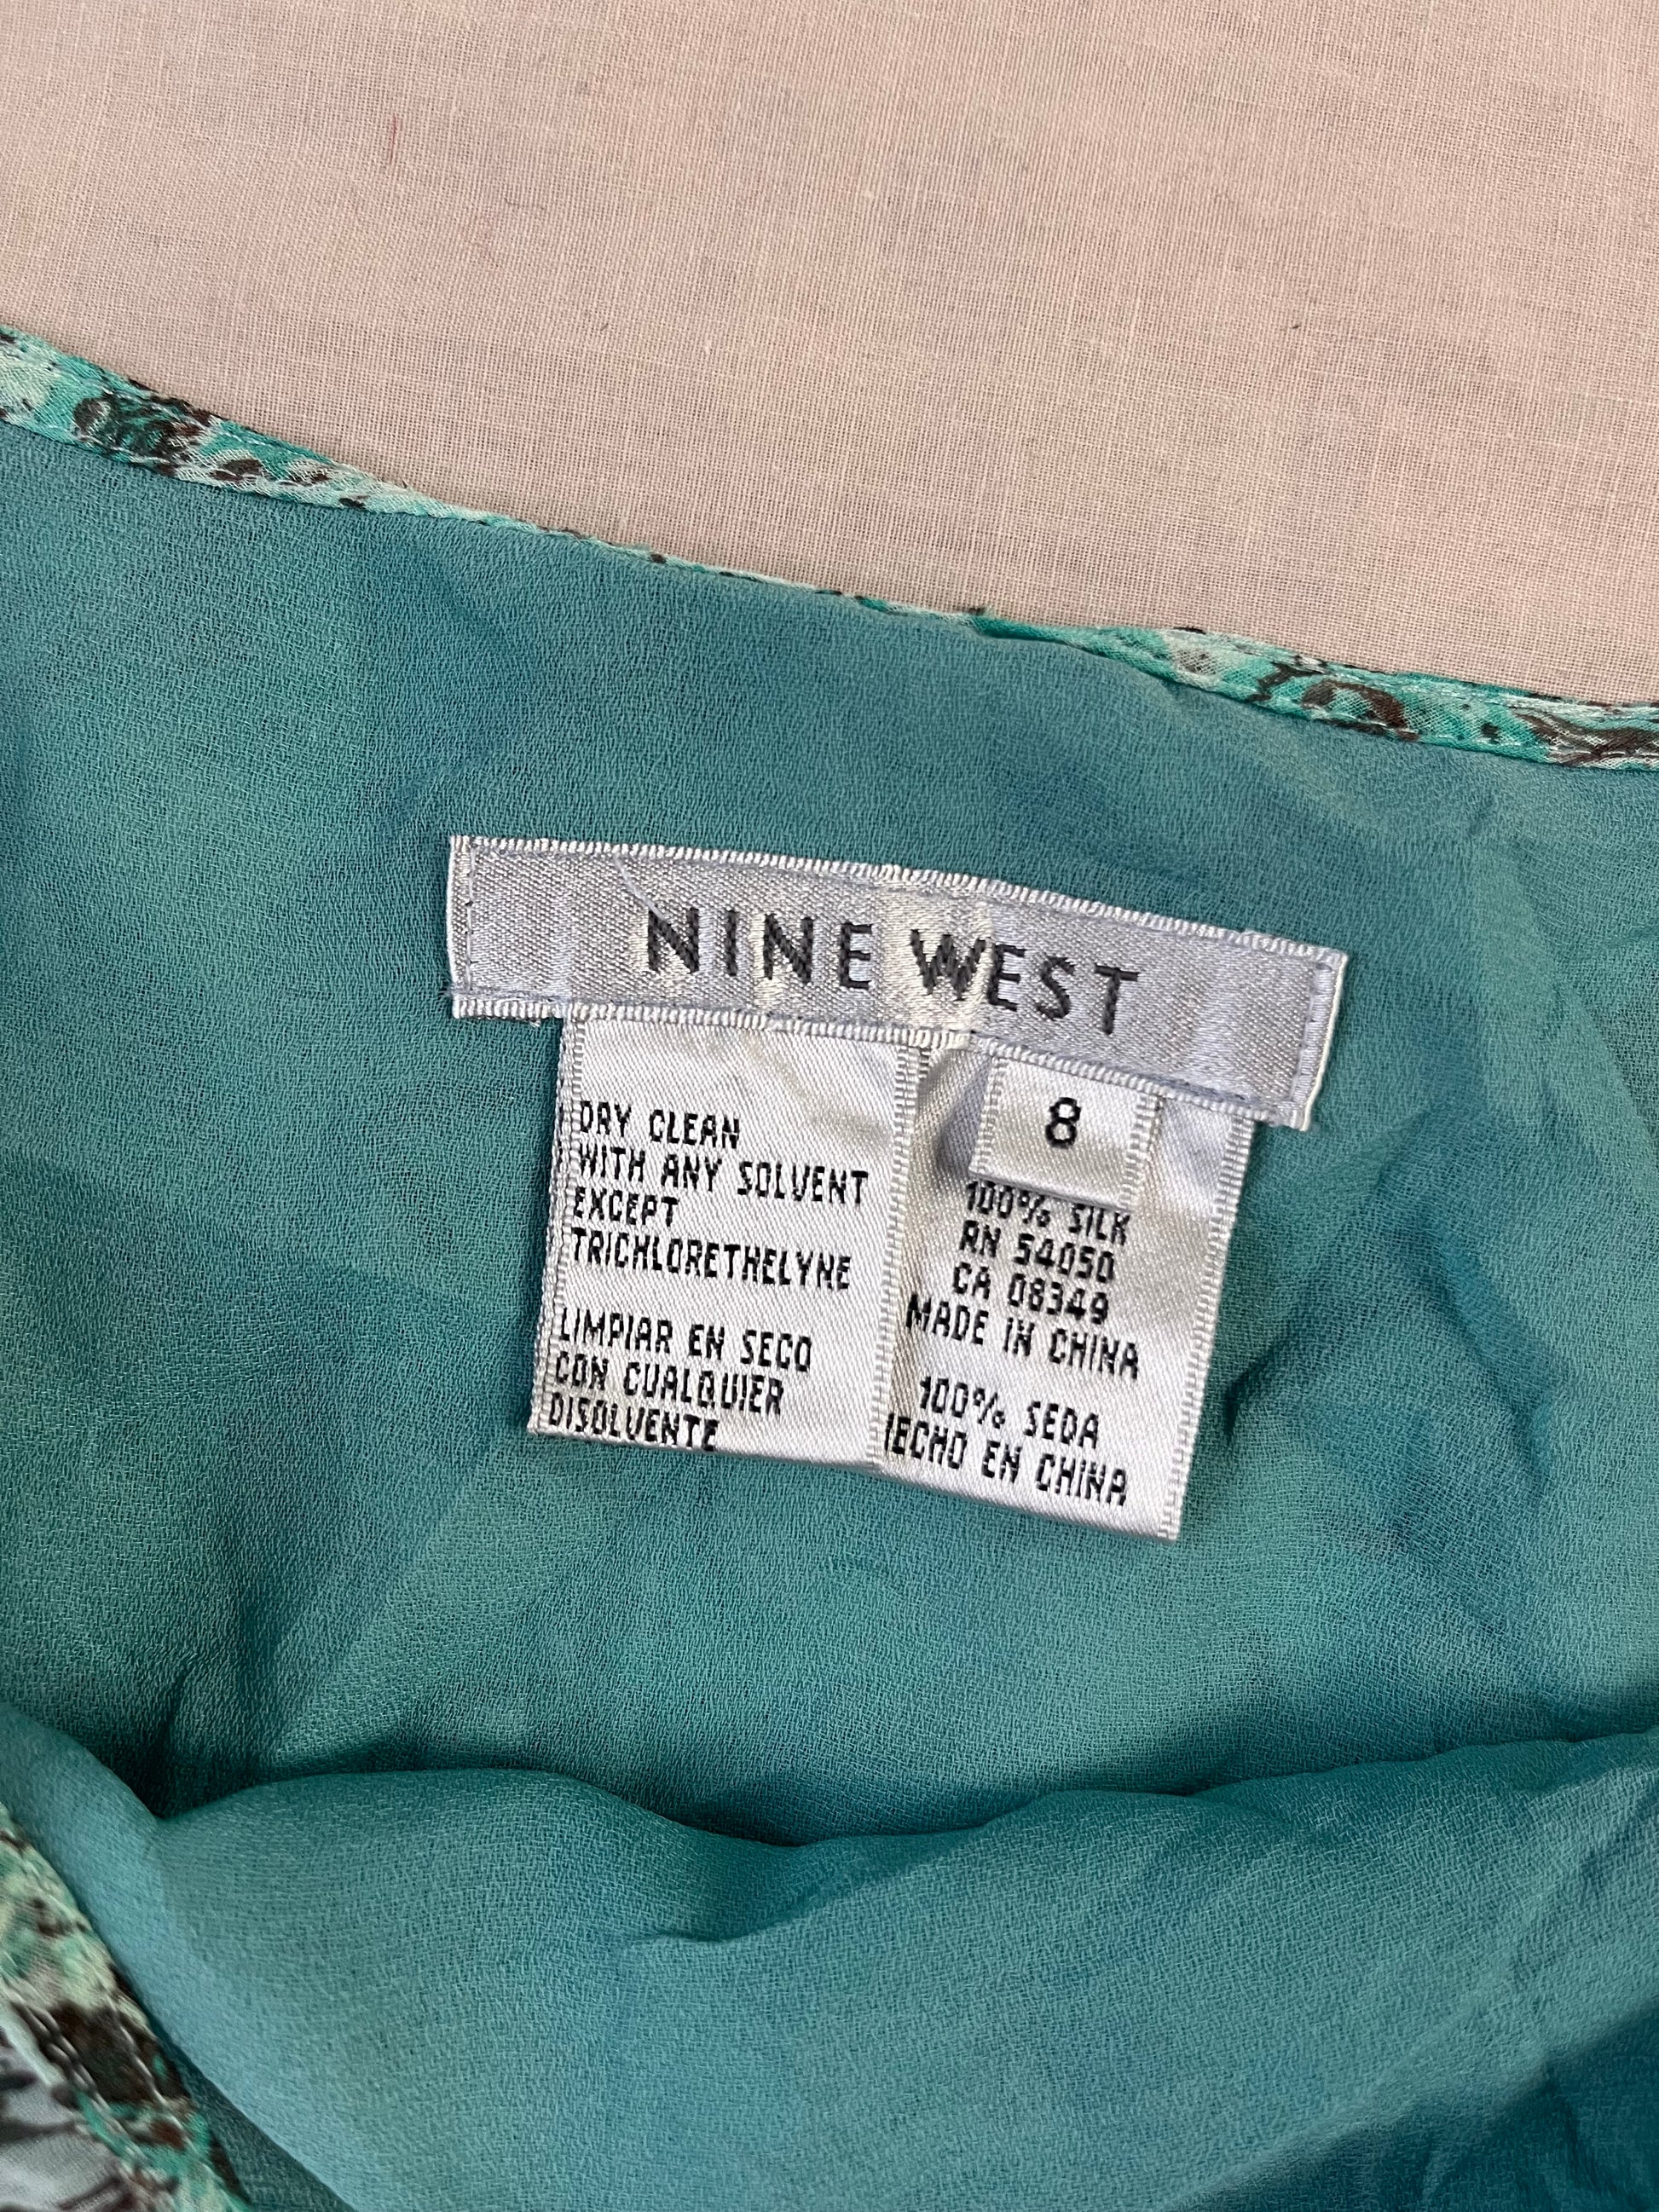 NINE WEST
8
DRY CLEAN
WITH ANY SOLVENT
EXCEPT
TRICHLORETHELYNE
LIMPIAR EN SECO
CON CUALQUIER
DISOLVENTE
100% SILK
RN 54050
CA 08349
MADE IN CHINA
100% SEDA
HECHO EN CHINA